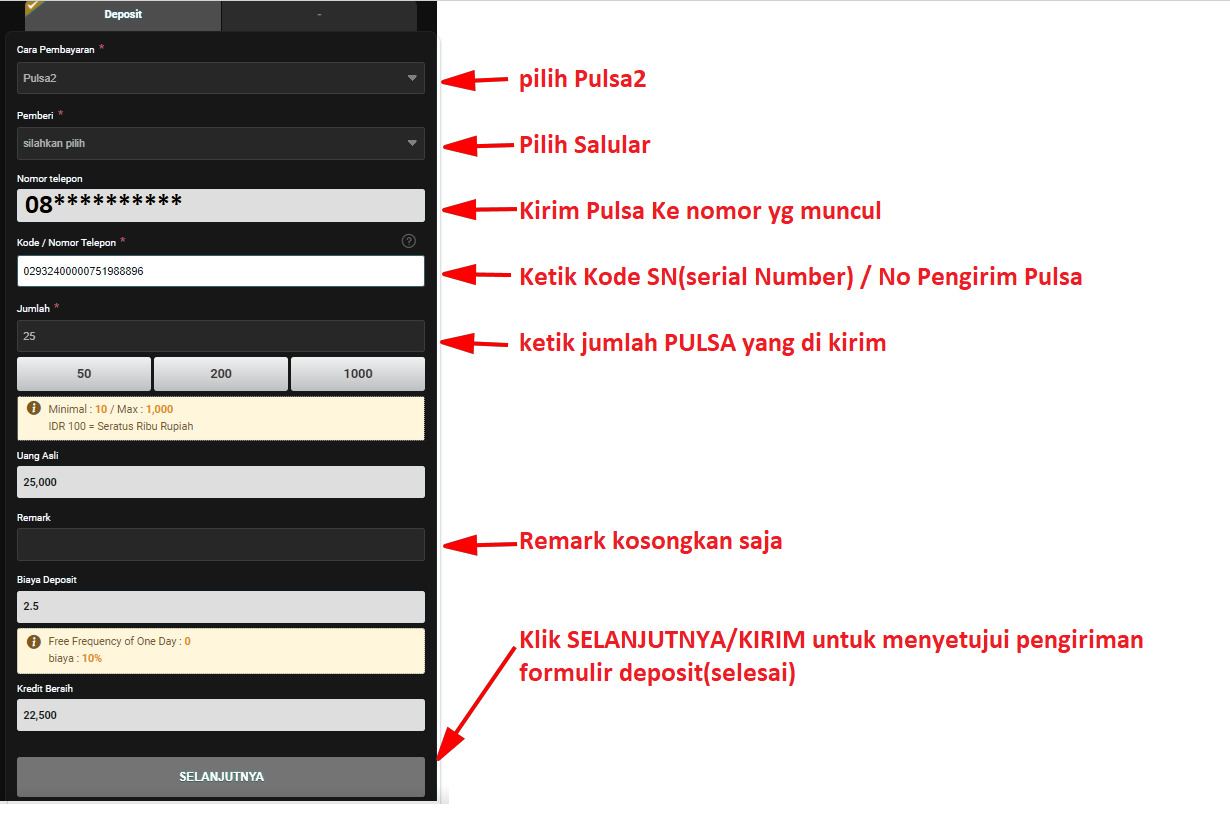 Deposit
-
Cara Pembayaran *
Pulsa2
pilih Pulsa2
Pemberi *
silahkan pilih
Pilih Salular
Nomor telepon
08**********
Kirim Pulsa Ke nomor yg muncul
Kode / Nomor Telepon *
?
02932400000751988896
Ketik Kode SN(serial Number) / No Pengirim Pulsa
Jumlah *
25
ketik jumlah PULSA yang di kirim
50 200 1000
Minimal : 10 / Max : 1,000
IDR 100 = Seratus Ribu Rupiah
Uang Asli
25,000
Remark
Remark kosongkan saja
Biaya Deposit
2.5
Free Frequency of One Day : 0
biaya : 10%
Klik SELANJUTNYA/KIRIM untuk menyetujui pengiriman
formulir deposit(selesai)
Kredit Bersih
22,500
SELANJUTNYA